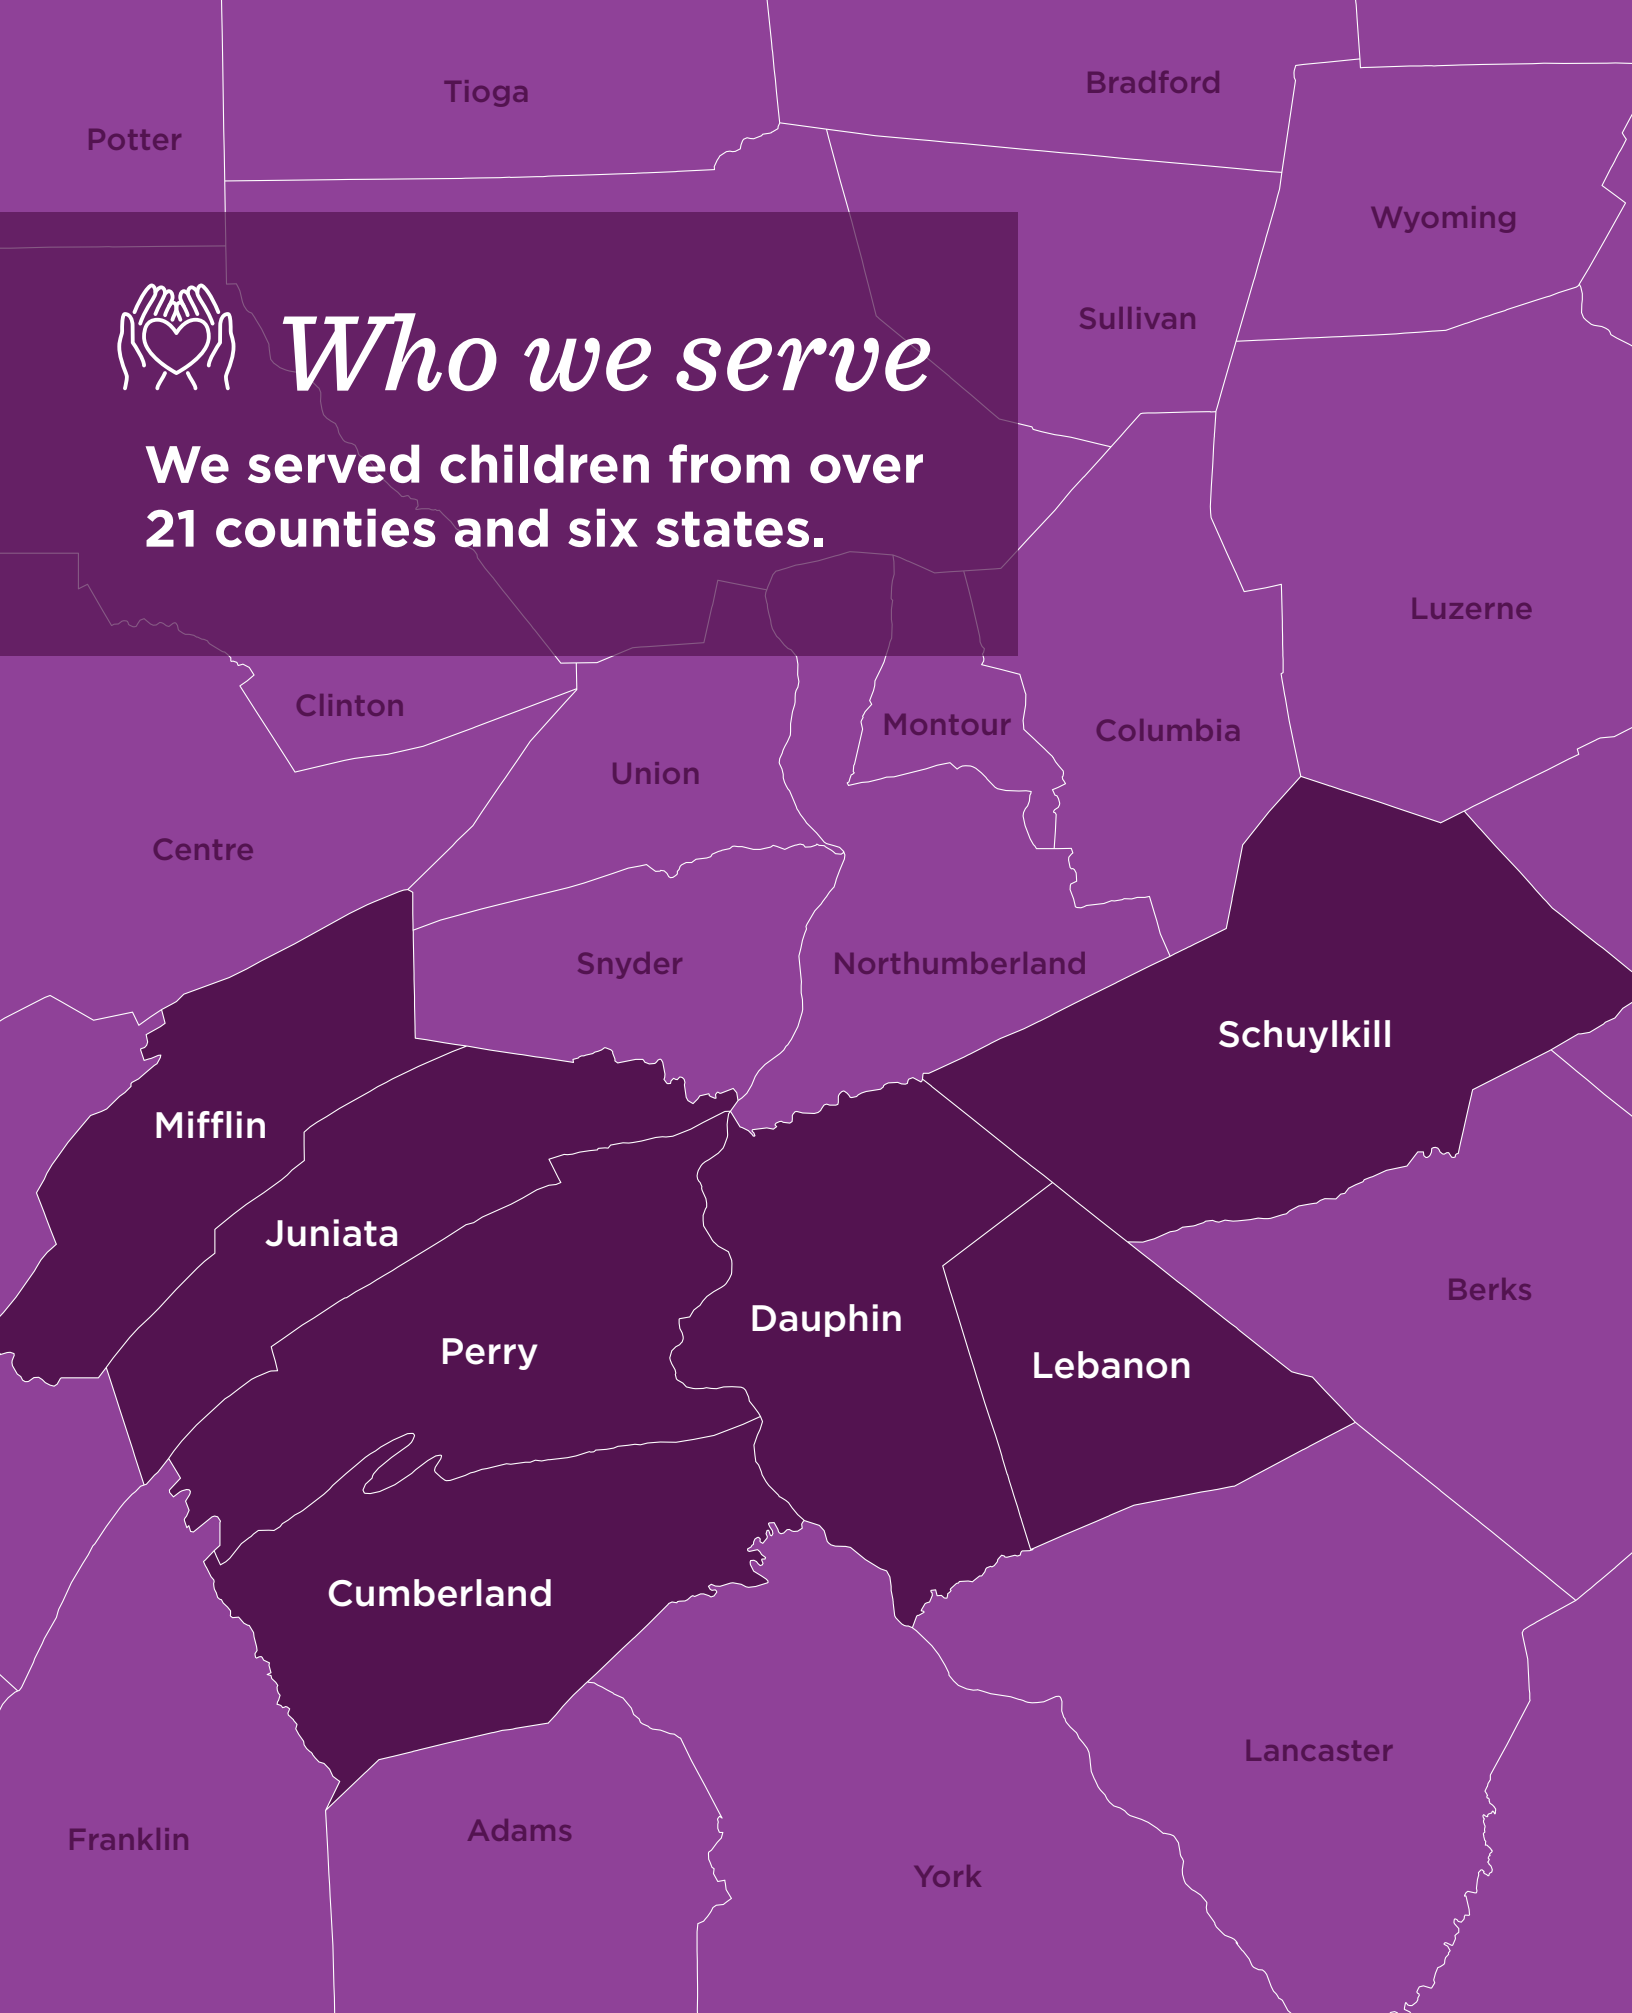 Tioga
Bradford
Potter
Wyoming
Sullivan
Who we serve
We served children from over
21 counties and six states.
Luzerne
Clinton
Montour
Columbia
Union
Centre
Snyder
Northumberland
Schuylkill
Mifflin
Juniata
Berks
Dauphin
Perry
Lebanon
Cumberland
Lancaster
Adams
Franklin
York